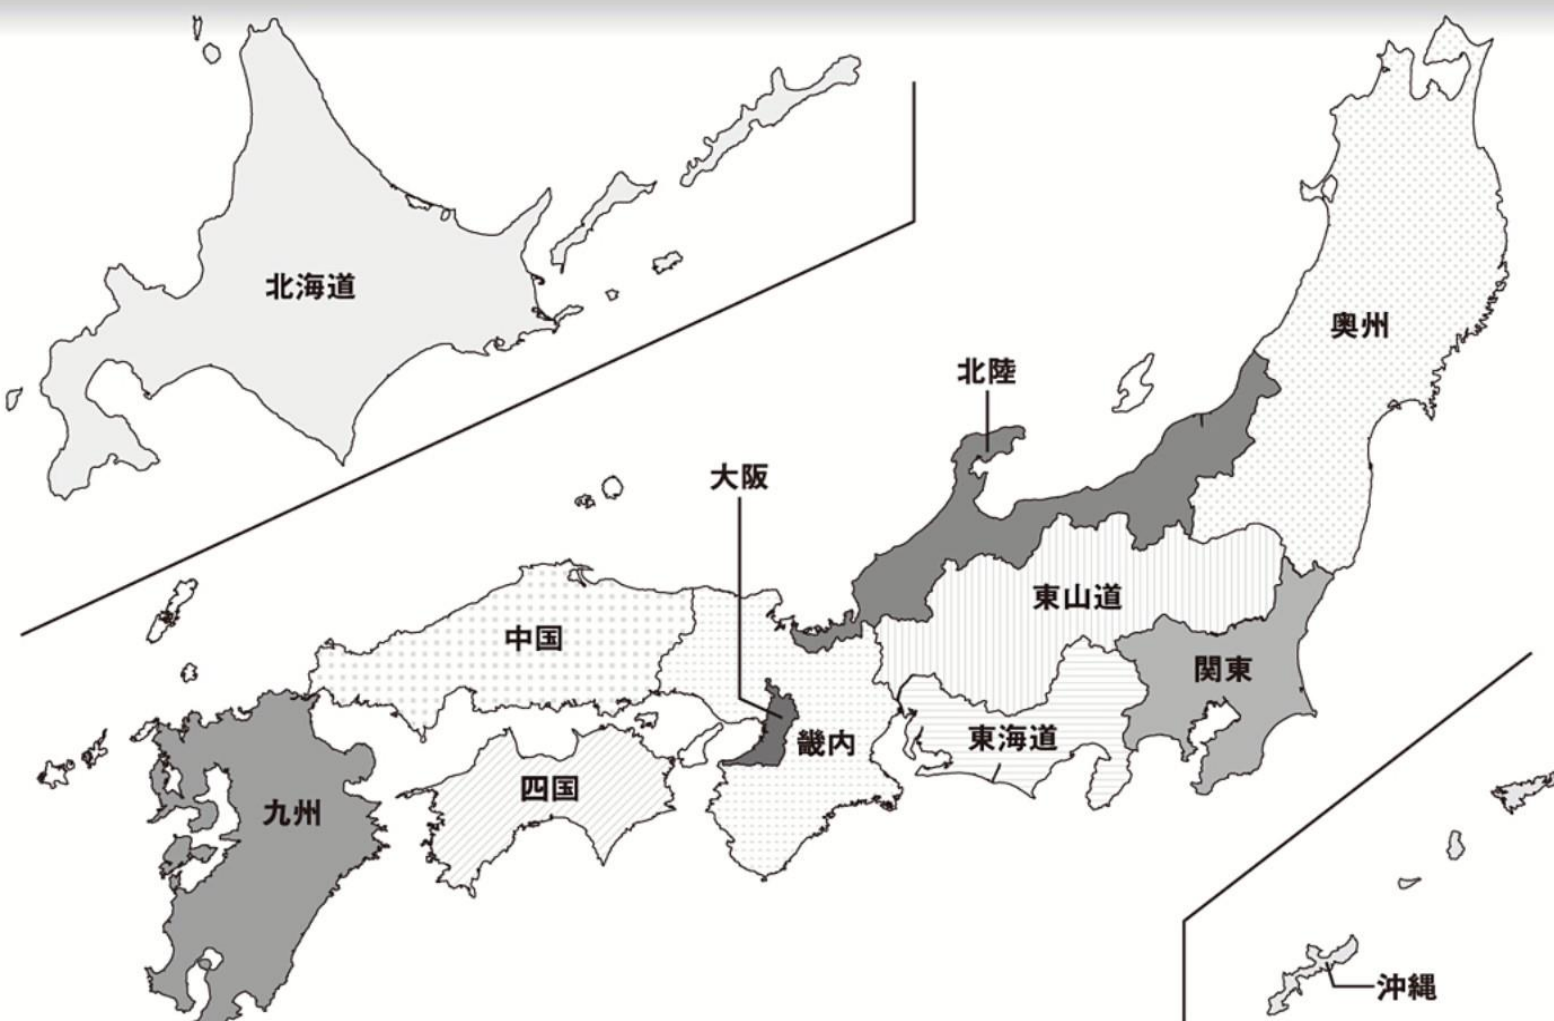 北海道
奥州
北陸
大阪
東山道
中国
関東
東海道
畿内
四国
九州
沖縄